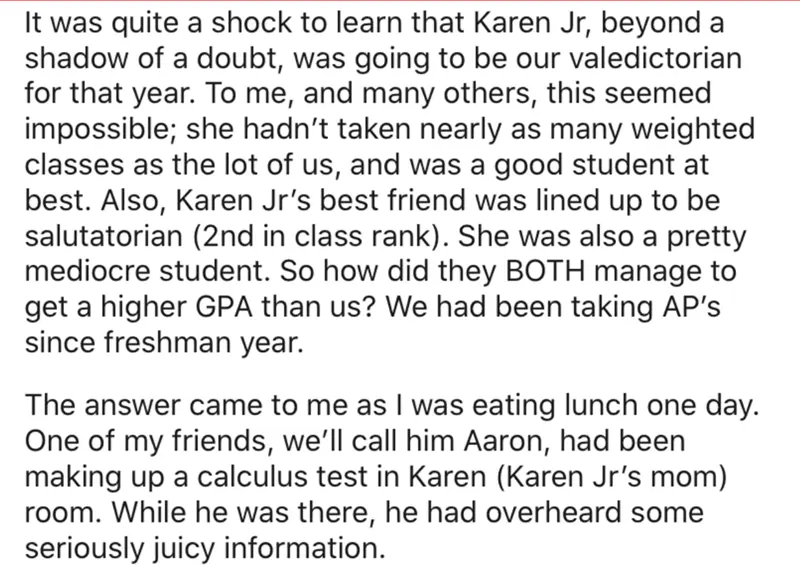 It was quite a shock to learn that Karen Jr, beyond a
shadow of a doubt, was going to be our valedictorian
for that year. To me, and many others, this seemed
impossible; she hadn’t taken nearly as many weighted
classes as the lot of us, and was a good student at
best. Also, Karen Jr’s best friend was lined up to be
salutatorian (2nd in class rank). She was also a pretty
mediocre student. So how did they BOTH manage to
get a higher GPA than us? We had been taking AP’s
since freshman year.
The answer came to me as I was eating lunch one day.
One of my friends, we’ll call him Aaron, had been
making up a calculus test in Karen (Karen Jr’s mom)
room. While he was there, he had overheard some
seriously juicy information.